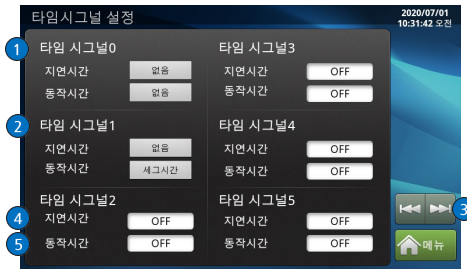 타임시그널 설정
2020/07/01
10:31:42 오전
1 타임 시그널0
지연시간 없음
동작시간 없음
2 타임 시그널1
지연시간 없음
동작시간 세그시간
타임 시그널2
4 지연시간 OFF
5 동작시간 OFF
타임 시그널3
지연시간 OFF
동작시간 OFF
타임 시그널4
지연시간 OFF
동작시간 OFF
타임 시그널5
지연시간 OFF
동작시간 OFF
3
메뉴